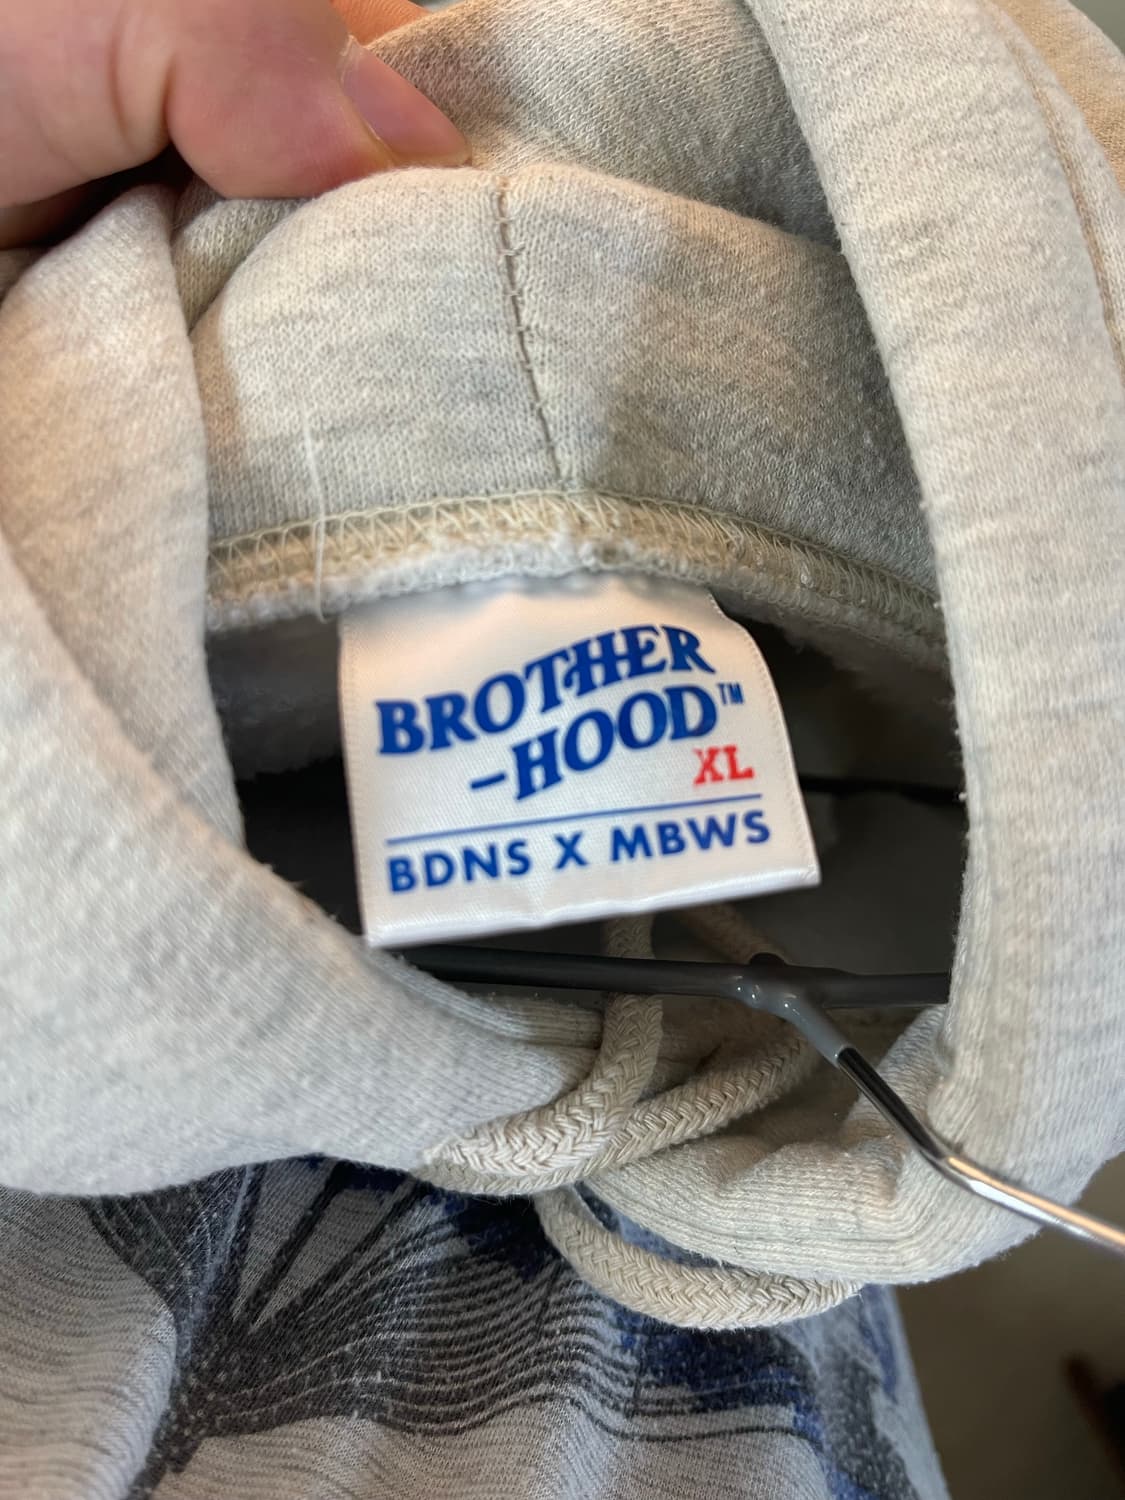 BROTHER
-HOOD™
XL
BDNS X MBWS